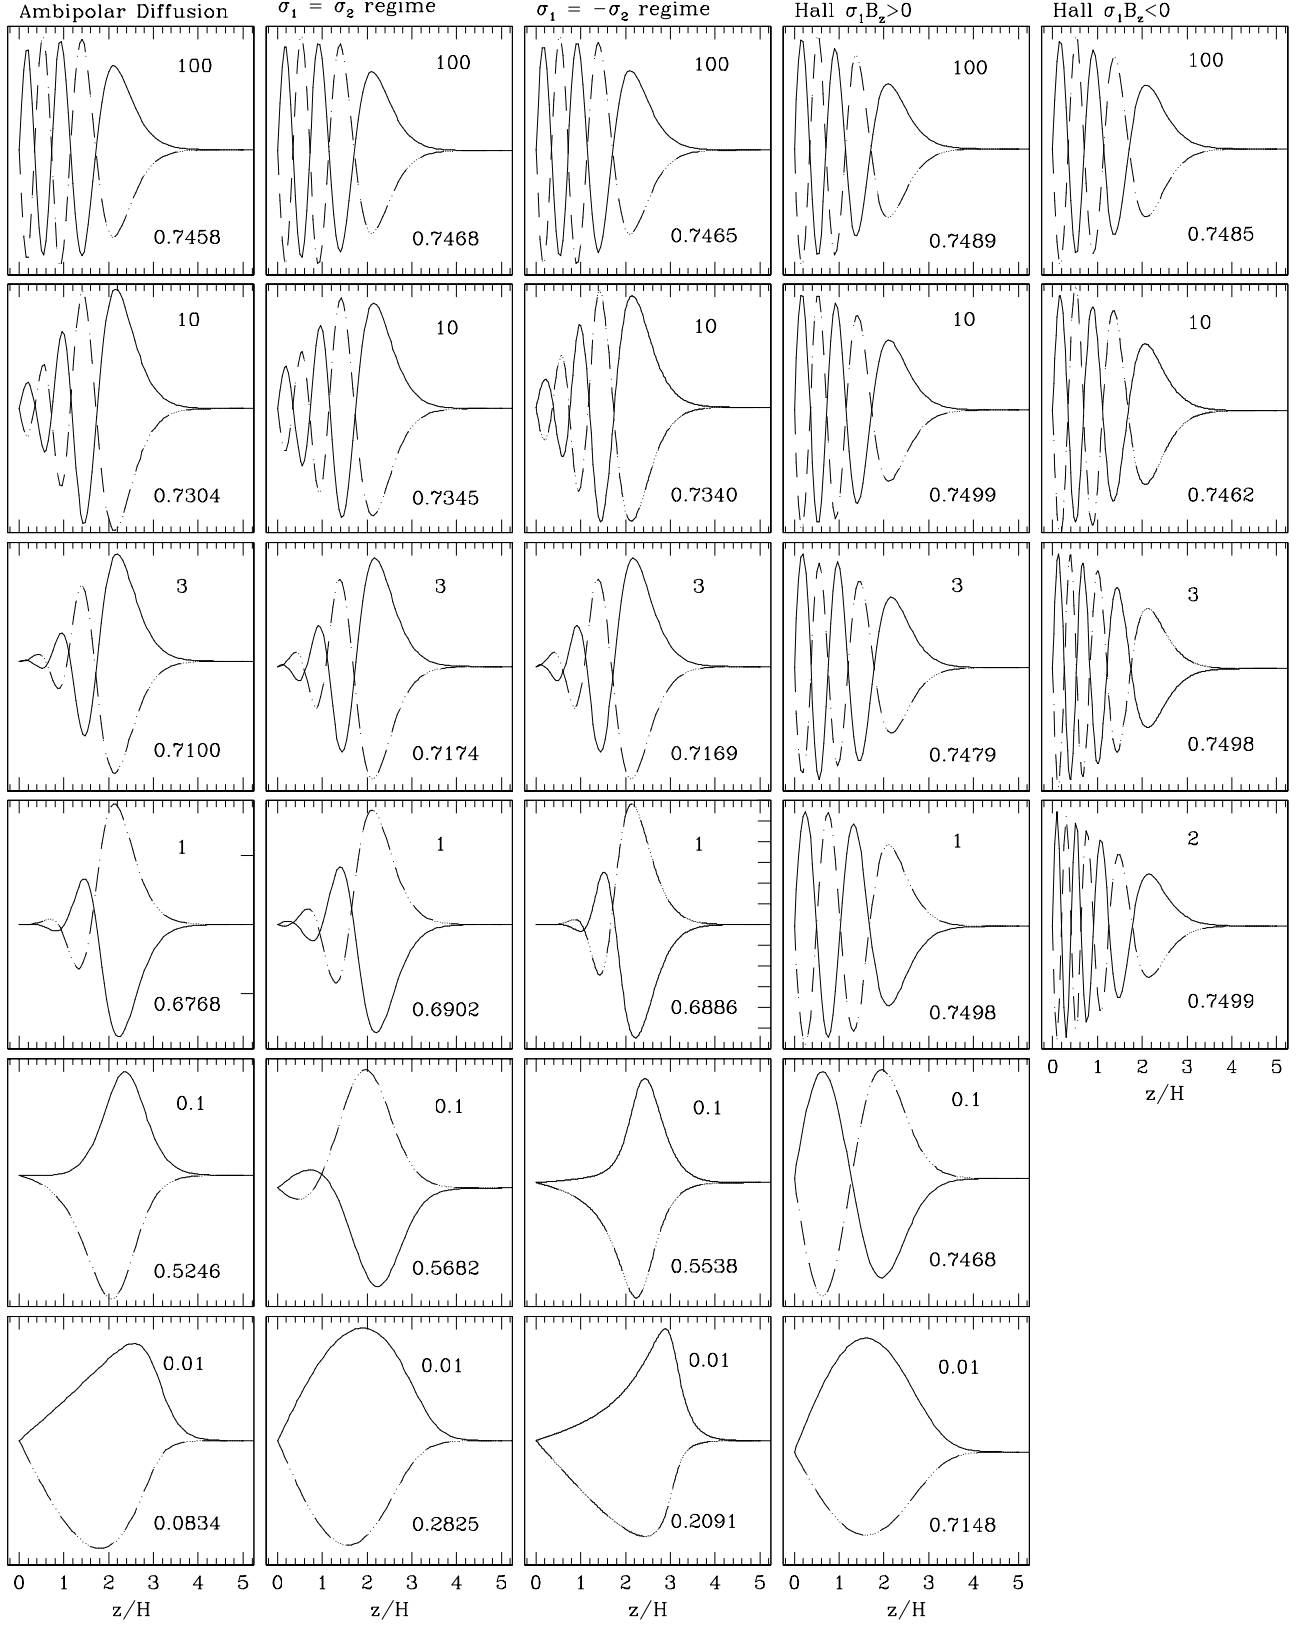 Ambipolar Diffusion σ₁ = σ₂ regime σ₁ = −σ₂ regime Hall σ₁B_z>0 Hall σ₁B_z<0
100 100 100 100 100
0.7458 0.7468 0.7465 0.7489 0.7485
10 10 10 10 10
0.7304 0.7345 0.7340 0.7499 0.7462
3 3 3 3 3
0.7100 0.7174 0.7169 0.7479 0.7498
1 1 1 1 2
0.6768 0.6902 0.6886 0.7498 0.7499
0 1 2 3 4 5
z/H
0.1 0.1 0.1 0.1
0.5246 0.5682 0.5538 0.7468
0.01 0.01 0.01 0.01
0.0834 0.2825 0.2091 0.7148
0 1 2 3 4 5 0 1 2 3 4 5 0 1 2 3 4 5 0 1 2 3 4 5
z/H z/H z/H z/H